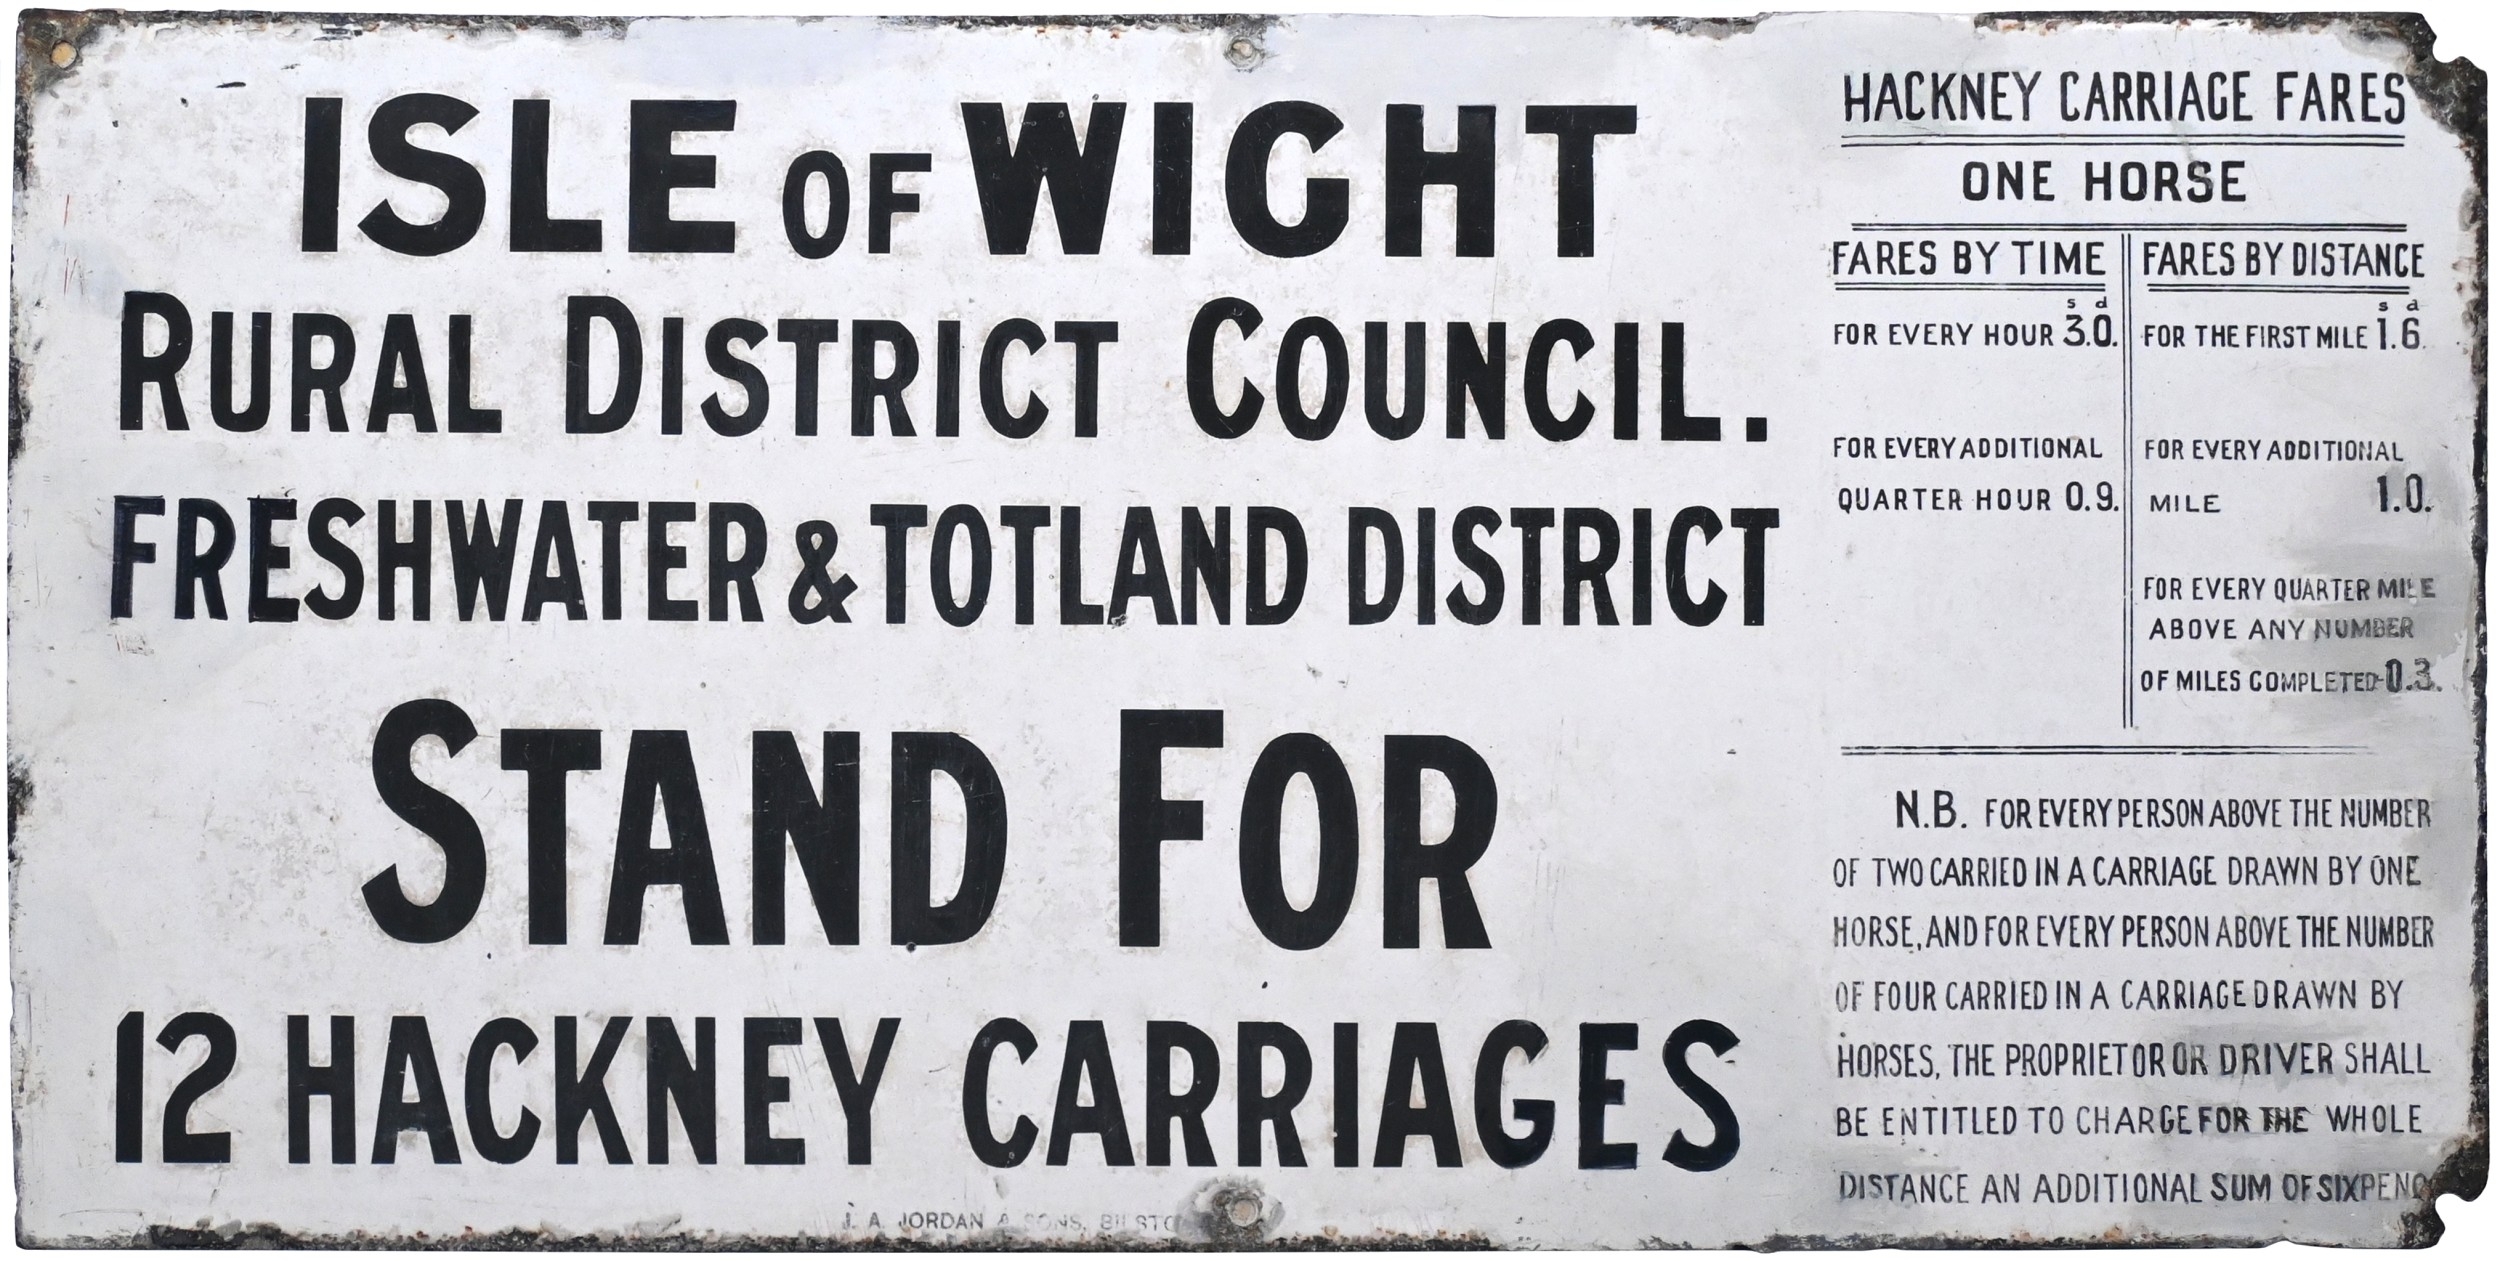 ISLE OF WIGHT
RURAL DISTRICT COUNCIL.
FRESHWATER & TOTLAND DISTRICT
STAND FOR
12 HACKNEY CARRIAGES
J. A. JORDAN & SONS,
HACKNEY CARRIAGE FARES
ONE HORSE
FARES BY TIME
s d
FOR EVERY HOUR 3.0.
FOR EVERY ADDITIONAL
QUARTER HOUR 0.9.
FARES BY DISTANCE
s d
FOR THE FIRST MILE 1.6.
FOR EVERY ADDITIONAL
MILE 1.0.
FOR EVERY QUARTER MILE
ABOVE ANY NUMBER
OF MILES COMPLETED 0.3.
N.B. FOR EVERY PERSON ABOVE THE NUMBER
OF TWO CARRIED IN A CARRIAGE DRAWN BY ONE
HORSE, AND FOR EVERY PERSON ABOVE THE NUMBER
OF FOUR CARRIED IN A CARRIAGE DRAWN BY
HORSES, THE PROPRIETOR OR DRIVER SHALL
BE ENTITLED TO CHARGE FOR THE WHOLE
DISTANCE AN ADDITIONAL SUM OF SIXPENC